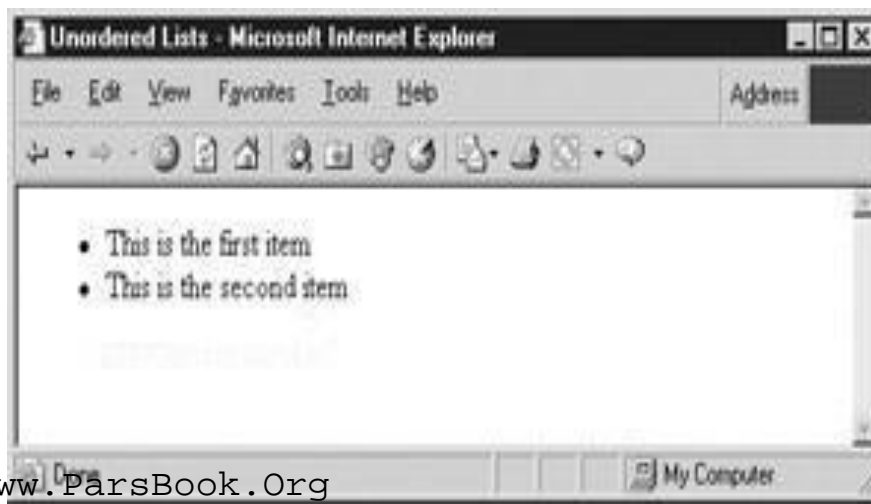 Unordered Lists - Microsoft Internet Explorer
File Edit View Favorites Tools Help Address
This is the first item
This is the second item
Done My Computer
ww.ParsBook.Org